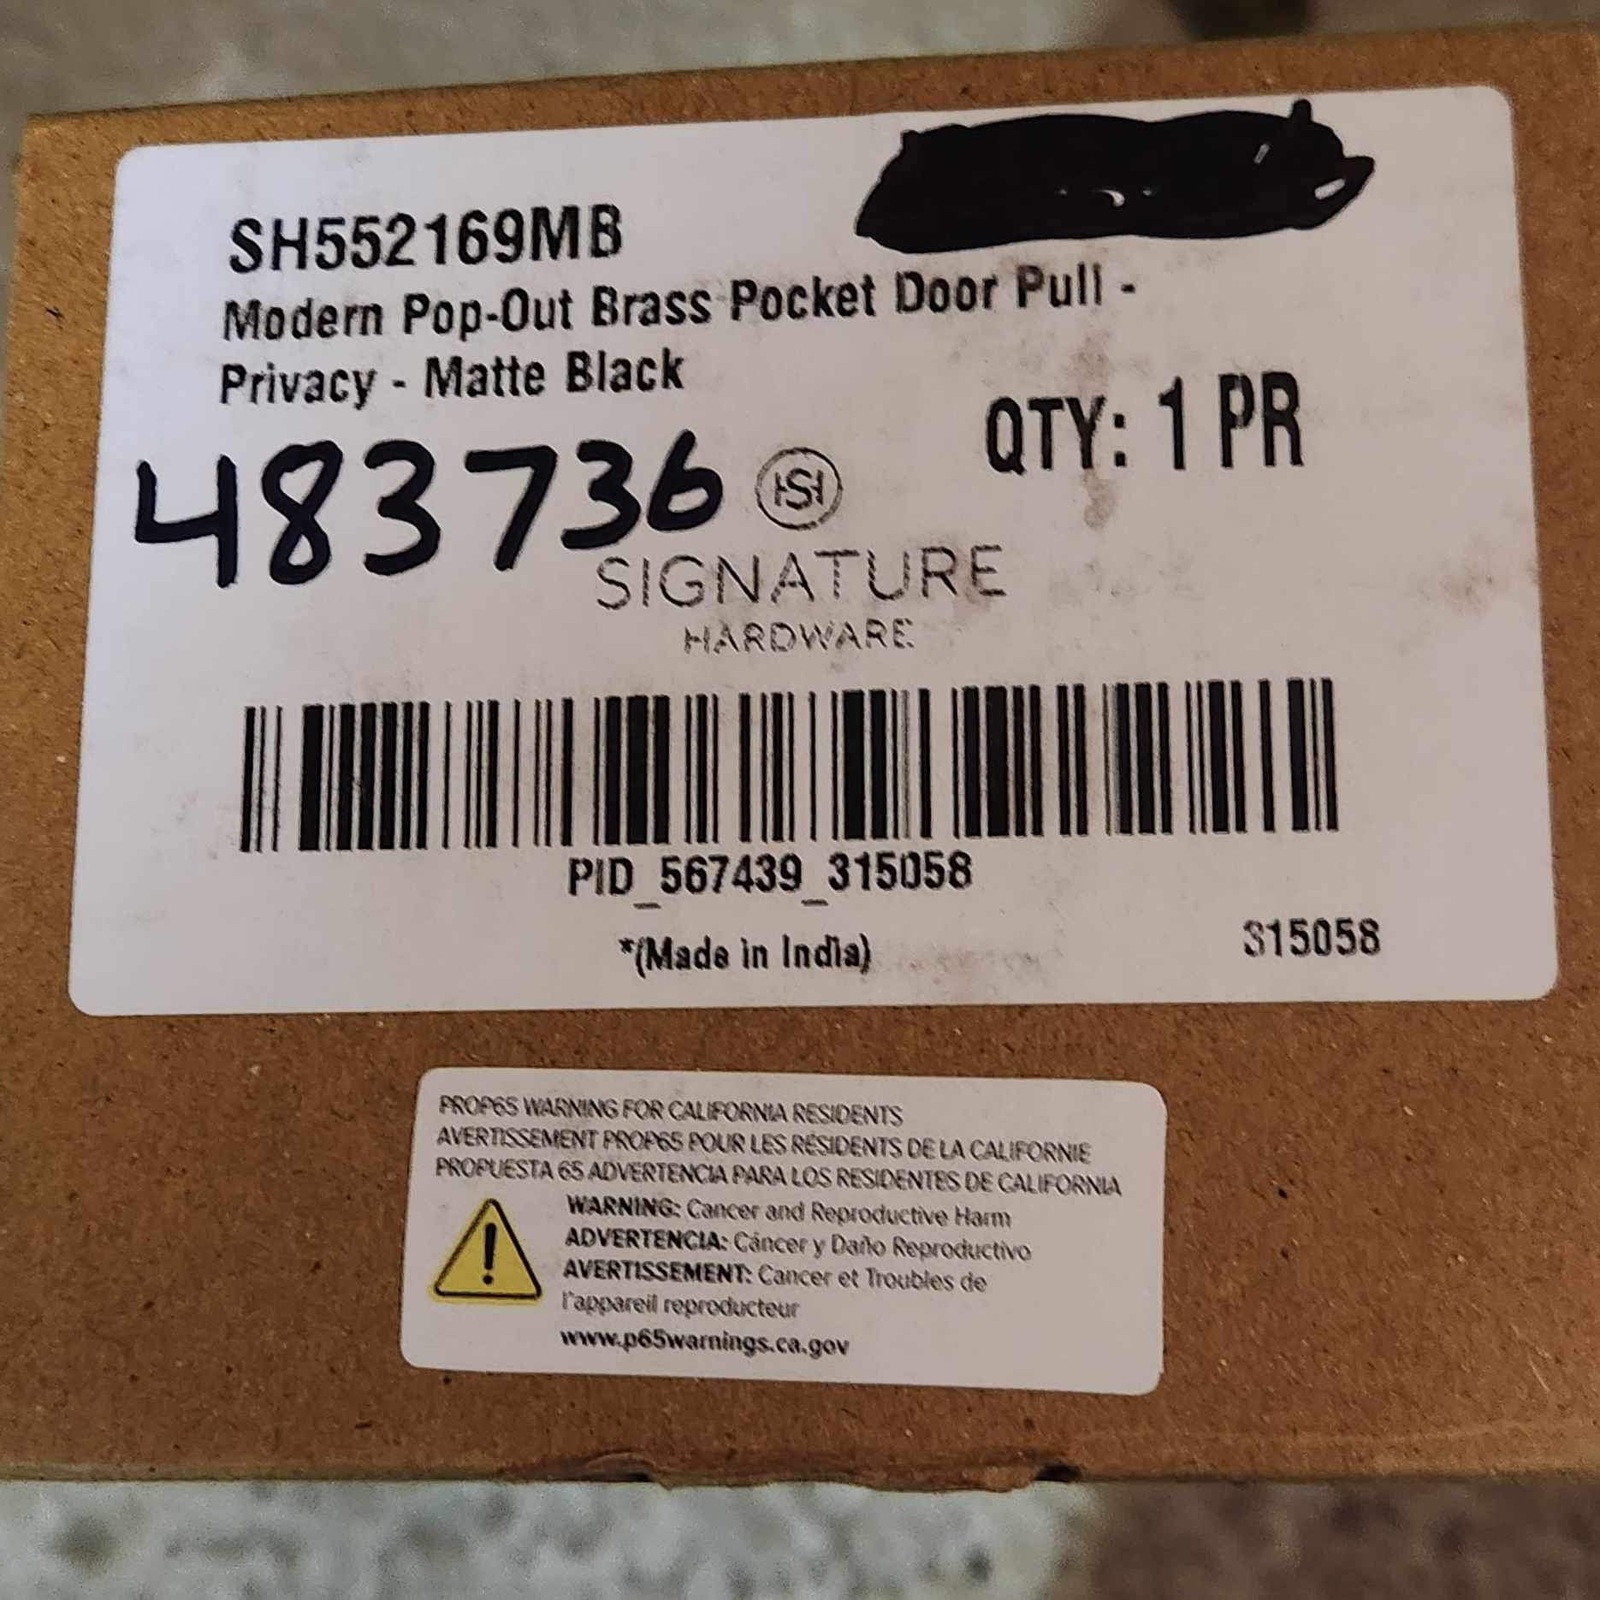 SH552169MB
Modern Pop-Out Brass Pocket Door Pull -
Privacy - Matte Black
QTY: 1 PR
483736
HS
SIGNATURE
HARDWARE
PID_567439_315058
*(Made in India)
315058
PROP65 WARNING FOR CALIFORNIA RESIDENTS
AVERTISSEMENT PROP65 POUR LES RÉSIDENTS DE LA CALIFORNIE
PROPUESTA 65 ADVERTENCIA PARA LOS RESIDENTES DE CALIFORNIA
WARNING: Cancer and Reproductive Harm
ADVERTENCIA: Cáncer y Daño Reproductivo
AVERTISSEMENT: Cancer et Troubles de
l'appareil reproducteur
www.p65warnings.ca.gov